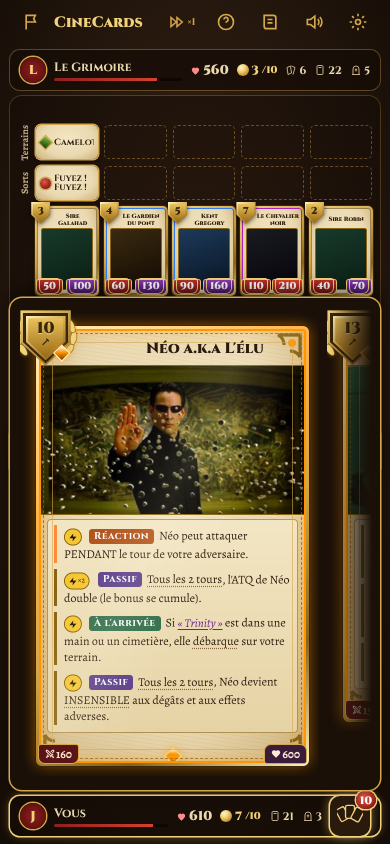 CineCards ×1
L Le Grimoire 560 3 /10 6 22 5
Terrains
CAMELOT
Sorts
FUYEZ !
FUYEZ !
3 Sire Galahad 50 100
4 Le Gardien du Pont 60 130
5 Kent Gregory 90 160
7 Le Chevalier noir 110 210
2 Sire Robin 40 70
10 Néo a.k.a L'Élu
13
Réaction Néo peut attaquer
PENDANT le tour de votre adversaire.
×2 Passif Tous les 2 tours, l'ATQ de Néo
double (le bonus se cumule).
À l'arrivée Si « Trinity » est dans une
main ou un cimetière, elle débarque sur votre
terrain.
Passif Tous les 2 tours, Néo devient
INSENSIBLE aux dégâts et aux effets
adverses.
160 600
J Vous 610 7 /10 21 3 10